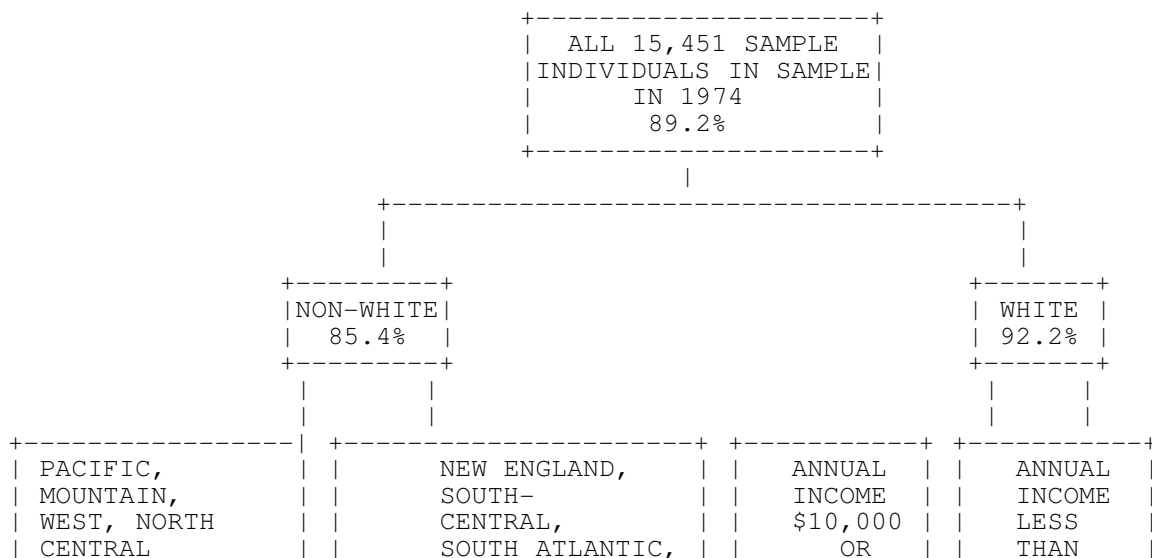 ALL 15,451 SAMPLE
INDIVIDUALS IN SAMPLE
IN 1974
89.2%
NON-WHITE
85.4%
WHITE
92.2%
PACIFIC,
MOUNTAIN,
WEST, NORTH
CENTRAL
NEW ENGLAND,
SOUTH-
CENTRAL,
SOUTH ATLANTIC,
ANNUAL
INCOME
$10,000
OR
ANNUAL
INCOME
LESS
THAN